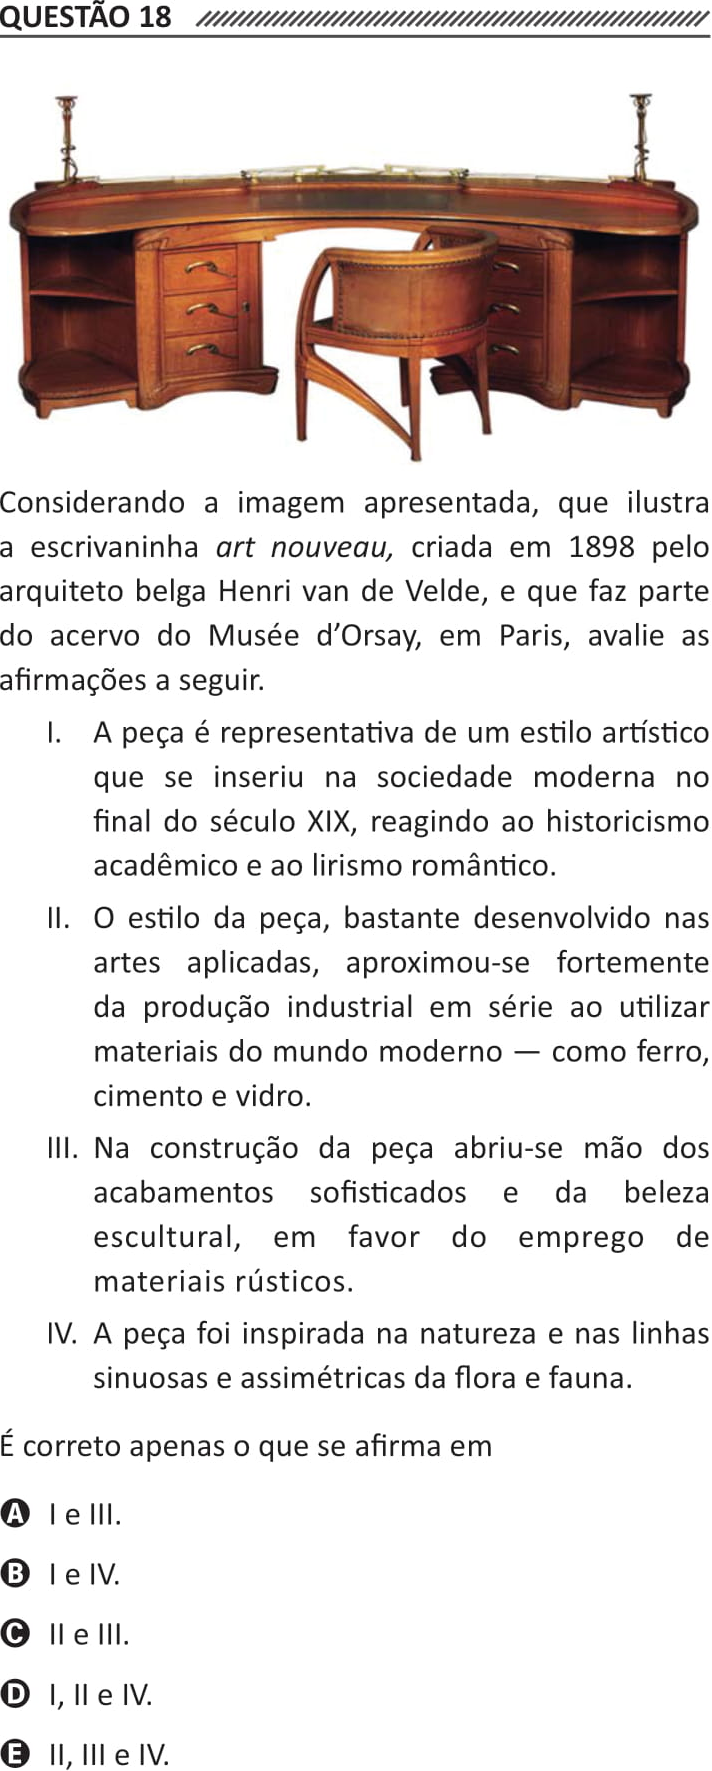 QUESTÃO 18
Considerando a imagem apresentada, que ilustra
a escrivaninha art nouveau, criada em 1898 pelo
arquiteto belga Henri van de Velde, e que faz parte
do acervo do Musée d’Orsay, em Paris, avalie as
afirmações a seguir.
I. A peça é representativa de um estilo artístico
que se inseriu na sociedade moderna no
final do século XIX, reagindo ao historicismo
acadêmico e ao lirismo romântico.
II. O estilo da peça, bastante desenvolvido nas
artes aplicadas, aproximou-se fortemente
da produção industrial em série ao utilizar
materiais do mundo moderno — como ferro,
cimento e vidro.
III. Na construção da peça abriu-se mão dos
acabamentos sofisticados e da beleza
escultural, em favor do emprego de
materiais rústicos.
IV. A peça foi inspirada na natureza e nas linhas
sinuosas e assimétricas da flora e fauna.
É correto apenas o que se afirma em
A I e III.
B I e IV.
C II e III.
D I, II e IV.
E II, III e IV.